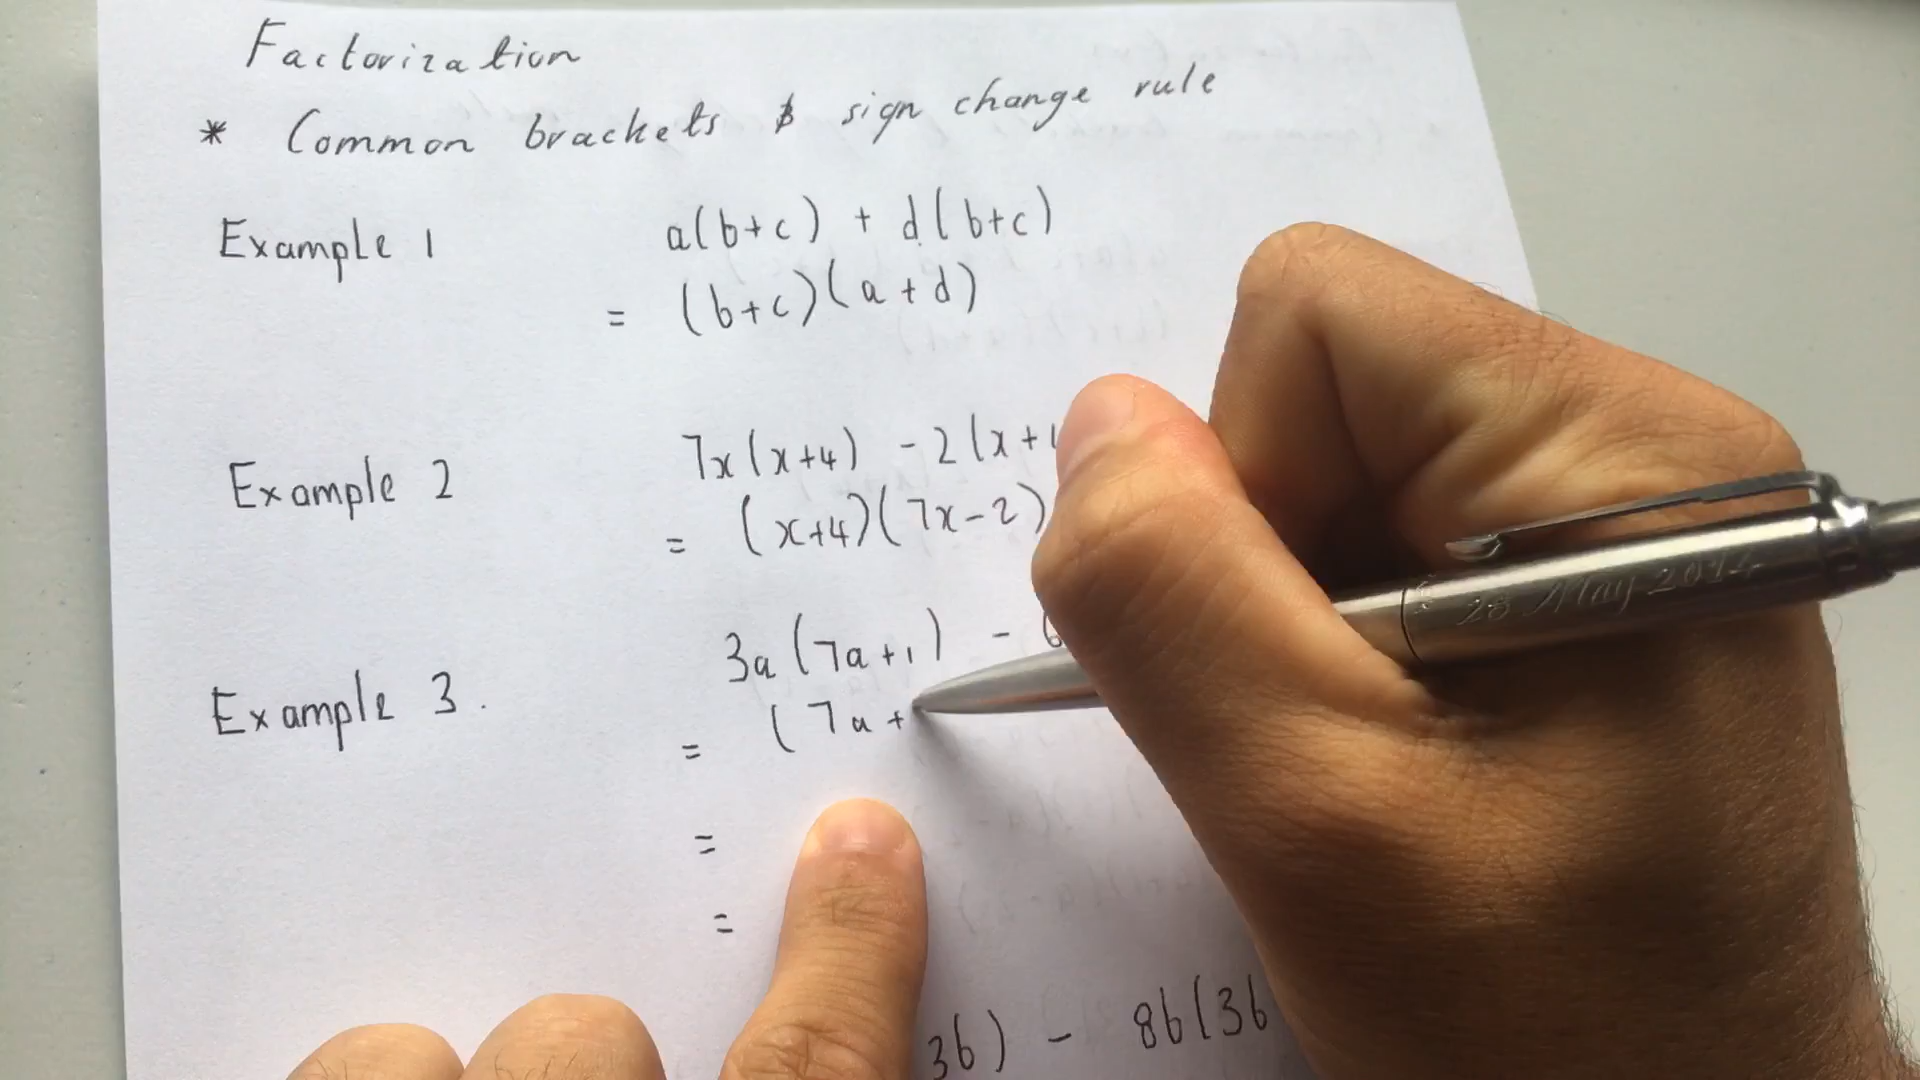 Factorization
* Common brackets & sign change rule
Example 1
a(b+c) + d(b+c)
= (b+c)(a+d)
Example 2
7x(x+4) - 2(x+
= (x+4)(7x-2)
Example 3.
3a(7a+1) -
= (7a+
=
=
3b) - 8b(3b
28 May 2014